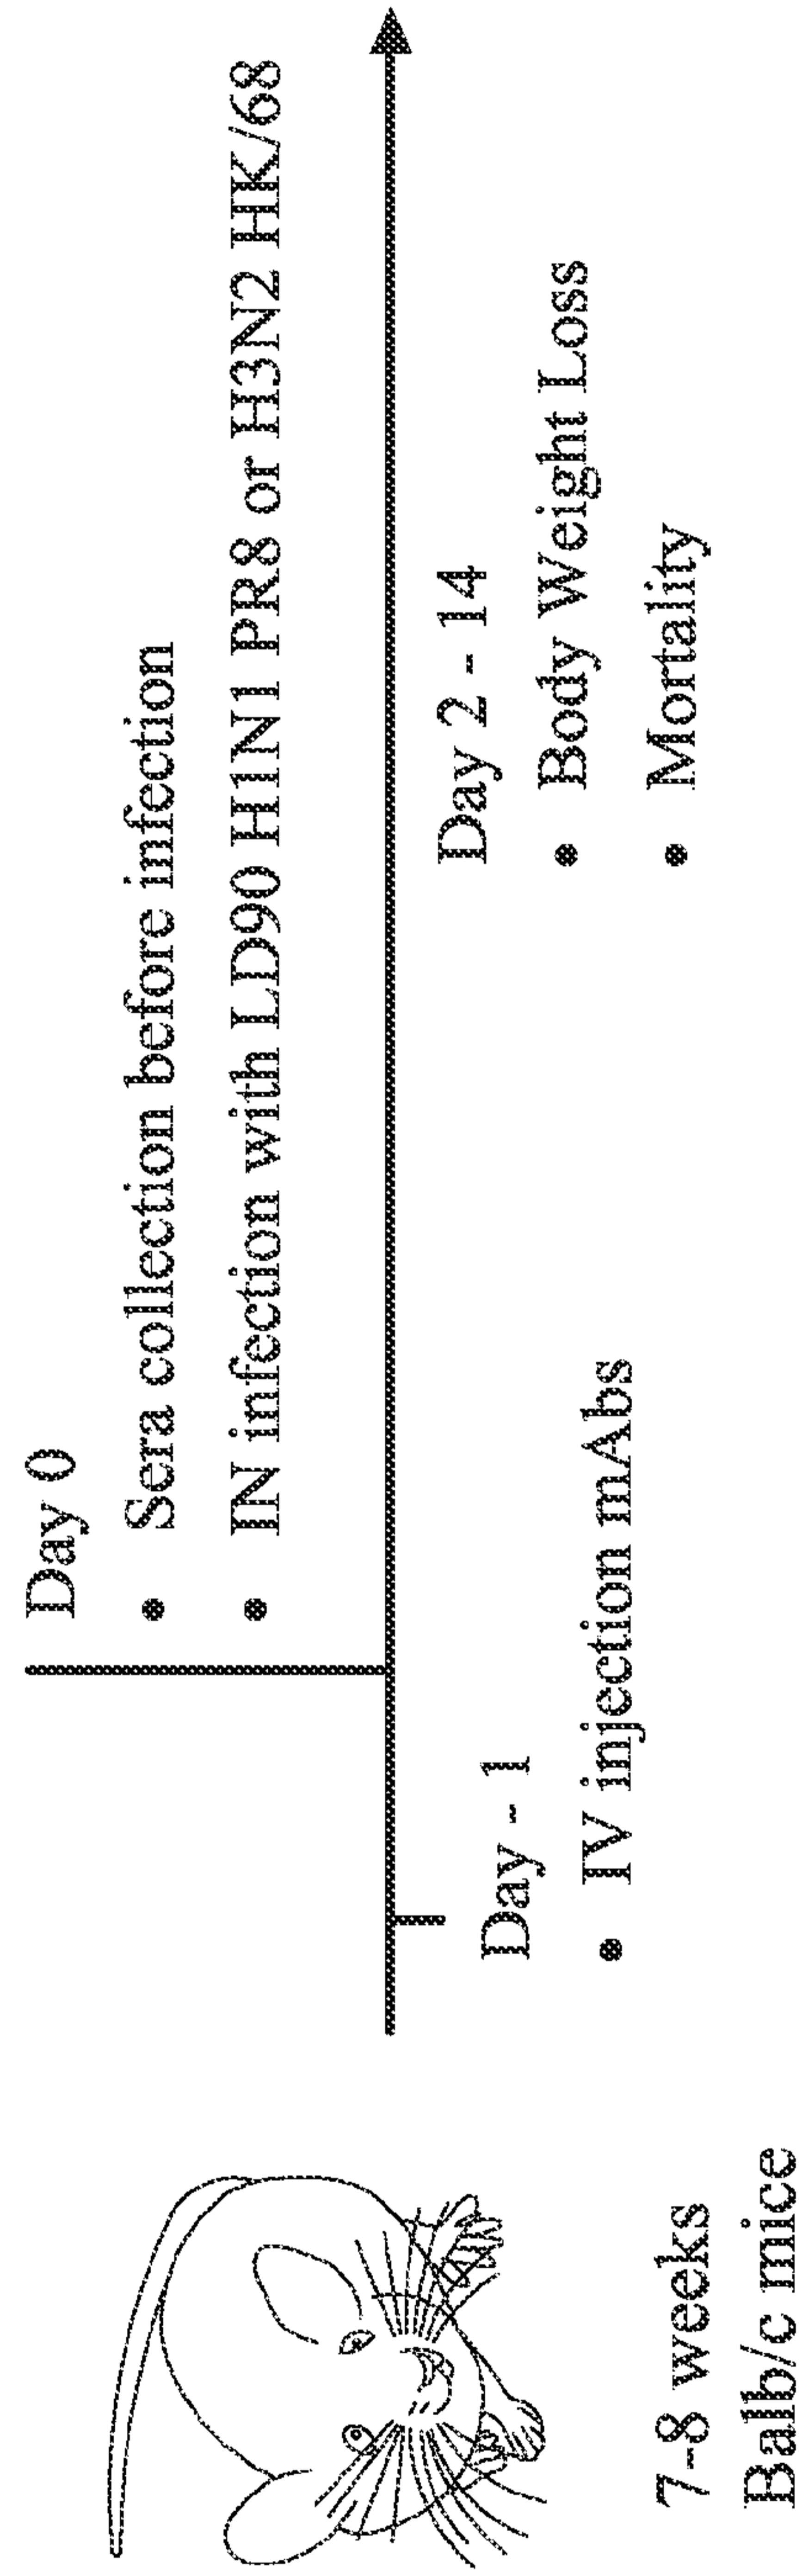 Day 0
• Sera collection before infection
• IN infection with LD90 H1N1 PR8 or H3N2 HK/68
Day - 1
• IV injection mAbs
Day 2 - 14
• Body Weight Loss
• Mortality
7-8 weeks
Balb/c mice